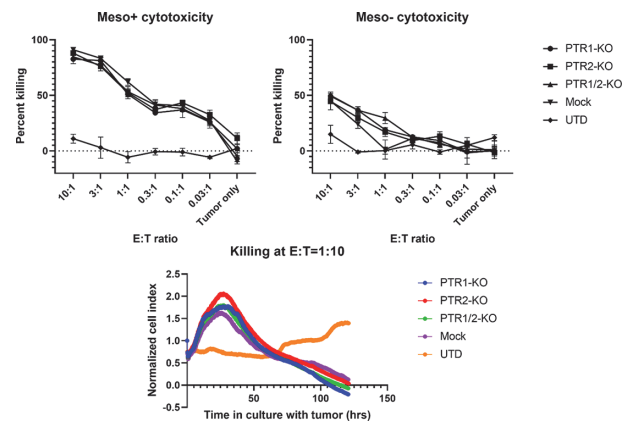 Meso+ cytotoxicity
Percent killing
100
50
0
10:1
3:1
1:1
0.3:1
0.1:1
0.03:1
Tumor only
E:T ratio
Meso- cytotoxicity
Percent killing
100
50
0
10:1
3:1
1:1
0.3:1
0.1:1
0.03:1
Tumor only
E:T ratio
PTR1-KO
PTR2-KO
PTR1/2-KO
Mock
UTD
Killing at E:T=1:10
Normalized cell index
2.5
2.0
1.5
1.0
0.5
0.0
-0.5
50
100
150
Time in culture with tumor (hrs)
PTR1-KO
PTR2-KO
PTR1/2-KO
Mock
UTD